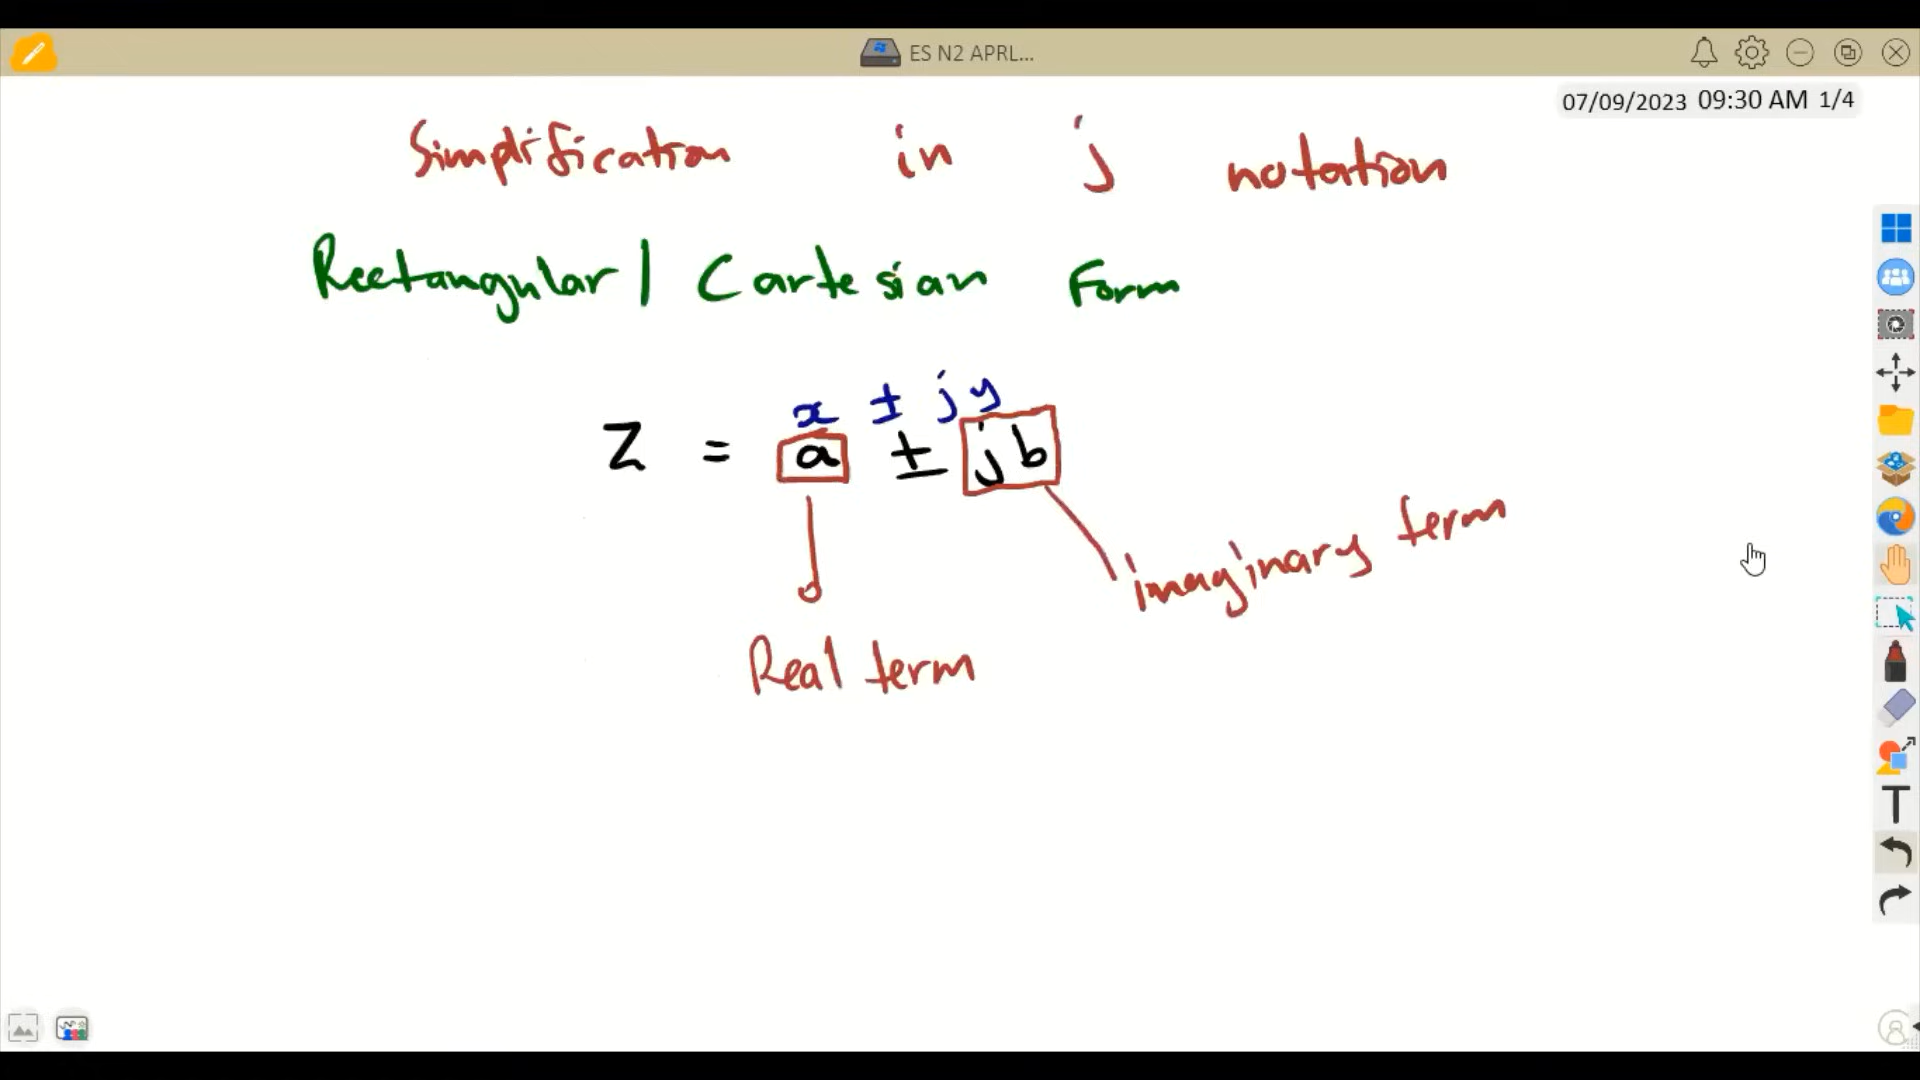 ES N2 APRL...
07/09/2023 09:30 AM 1/4
Simplification in j notation
Rectangular/Cartesian Form
x ± jy
Z = a ± jb
imaginary term
Real term
T